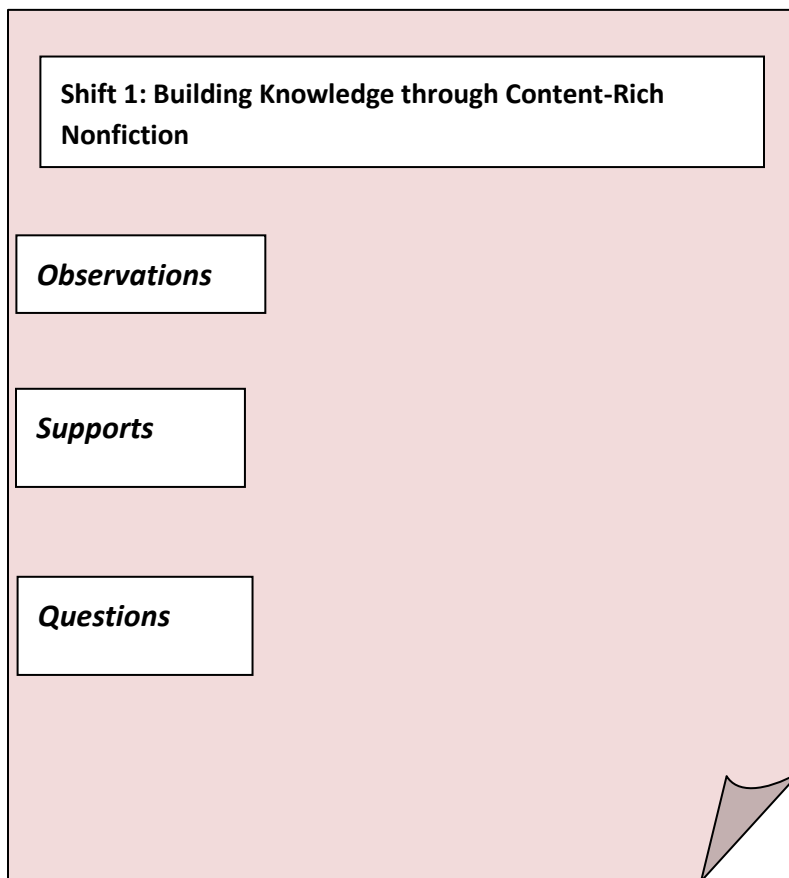 Shift 1: Building Knowledge through Content-Rich
Nonfiction
Observations
Supports
Questions